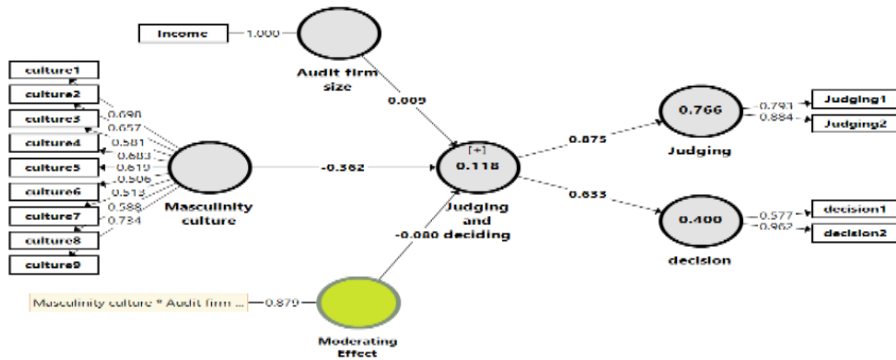 Income
1.000
Audit firm
size
culture1
culture2
culture3
culture4
culture5
culture6
culture7
culture8
culture9
0.698
0.657
0.581
0.683
0.619
0.506
0.513
0.588
0.734
Masculinity
culture
0.009
-0.362
-0.080
[+]
0.118
Judging
and
deciding
0.875
0.633
0.766
Judging
0.793
0.884
Judging1
Judging2
0.400
decision
0.577
0.962
decision1
decision2
Masculinity culture * Audit firm ...
0.879
Moderating
Effect